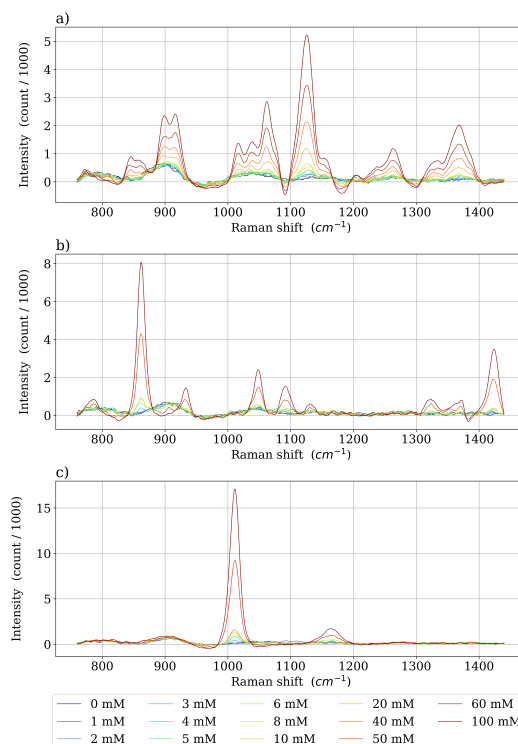 a)
5
4
3
2
1
0
Intensity (count / 1000)
800 900 1000 1100 1200 1300 1400
Raman shift (cm⁻¹)
b)
8
6
4
2
0
Intensity (count / 1000)
800 900 1000 1100 1200 1300 1400
Raman shift (cm⁻¹)
c)
15
10
5
0
Intensity (count / 1000)
800 900 1000 1100 1200 1300 1400
Raman shift (cm⁻¹)
0 mM 3 mM 6 mM 20 mM 60 mM
1 mM 4 mM 8 mM 40 mM 100 mM
2 mM 5 mM 10 mM 50 mM